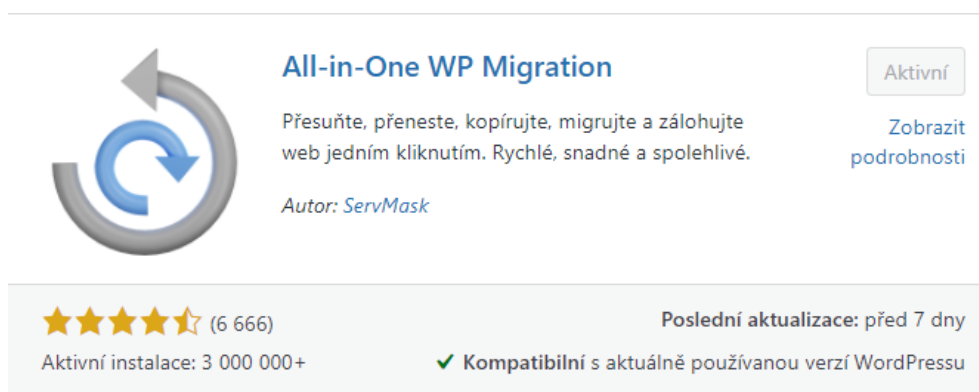 All-in-One WP Migration
Aktivní
Přesuňte, přeneste, kopírujte, migrujte a zálohujte
web jedním kliknutím. Rychlé, snadné a spolehlivé.
Zobrazit
podrobnosti
Autor: ServMask
(6 666)
Poslední aktualizace: před 7 dny
Aktivní instalace: 3 000 000+
✔ Kompatibilní s aktuálně používanou verzí WordPressu